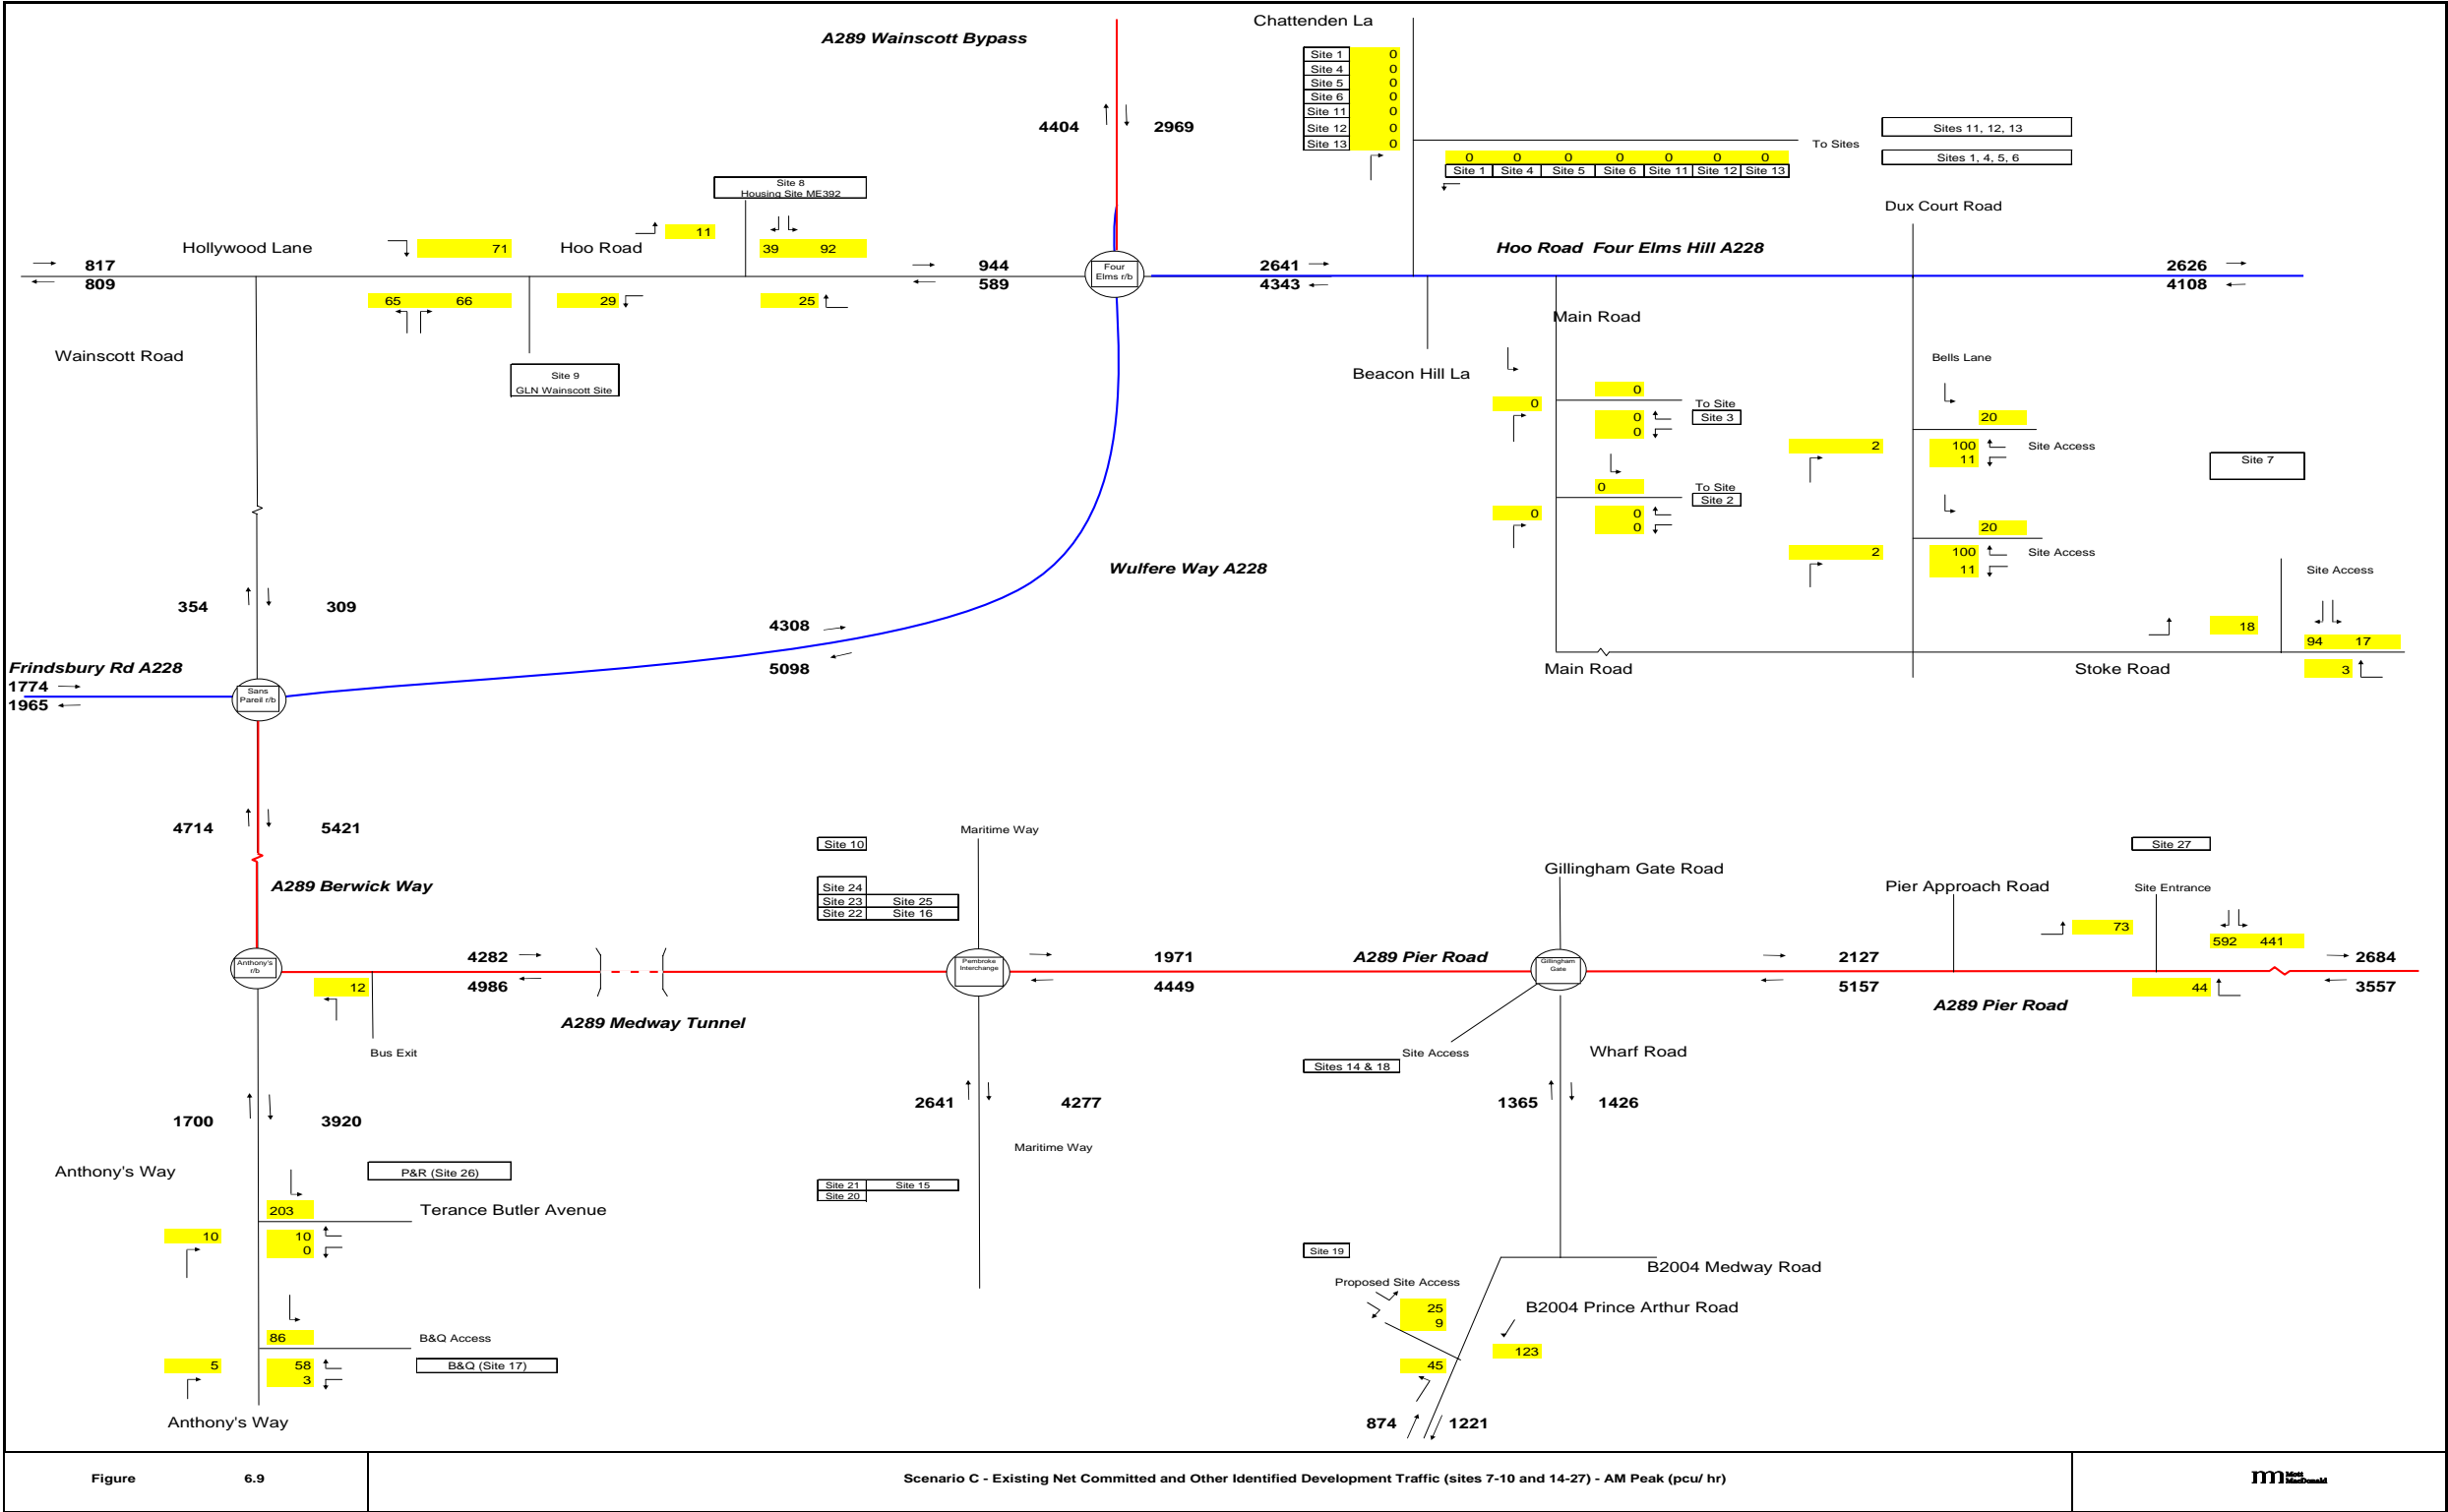 Chattenden La
A289 Wainscott Bypass
Site 1 0
Site 4 0
Site 5 0
Site 6 0
Site 11 0
Site 12 0
Site 13 0
4404 2969
Sites 11, 12, 13
To Sites
Sites 1, 4, 5, 6
0 0 0 0 0 0 0
Site 1 Site 4 Site 5 Site 6 Site 11 Site 12 Site 13
Site 8
Housing Site ME392
Dux Court Road
11
Hollywood Lane
71
Hoo Road
39 92
Hoo Road Four Elms Hill A228
817
809
944
589
Four
Elms r/b
2641
4343
2626
4108
65 66
29
25
Main Road
Wainscott Road
Site 9
GLN Wainscott Site
Beacon Hill La
Bells Lane
0
0
To Site
Site 3
0
0
20
2
100
11
Site Access
Site 7
0
To Site
Site 2
0
0
0
20
2
100
11
Site Access
Wulfere Way A228
Site Access
354 309
4308
5098
18
94 17
3
Frindsbury Rd A228
1774
1965
Sans
Pareil r/b
Main Road
Stoke Road
4714 5421
Maritime Way
Site 10
Site 27
A289 Berwick Way
Site 24
Site 23 Site 25
Site 22 Site 16
Gillingham Gate Road
Pier Approach Road
Site Entrance
73
592 441
Anthony's
r/b
4282
4986
Pembroke
Interchange
1971
4449
A289 Pier Road
Gillingham
Gate
2127
5157
2684
3557
12
44
A289 Pier Road
A289 Medway Tunnel
Bus Exit
Site Access
Wharf Road
Sites 14 & 18
1700 3920
2641 4277
1365 1426
Maritime Way
Anthony's Way
P&R (Site 26)
Site 21 Site 15
Site 20
203
Terance Butler Avenue
10
10
0
Site 19
B2004 Medway Road
Proposed Site Access
25
9
B2004 Prince Arthur Road
86
B&Q Access
123
5
58
3
B&Q (Site 17)
45
Anthony's Way
874 1221
Figure 6.9
Scenario C - Existing Net Committed and Other Identified Development Traffic (sites 7-10 and 14-27) - AM Peak (pcu/ hr)
Mott
MacDonald